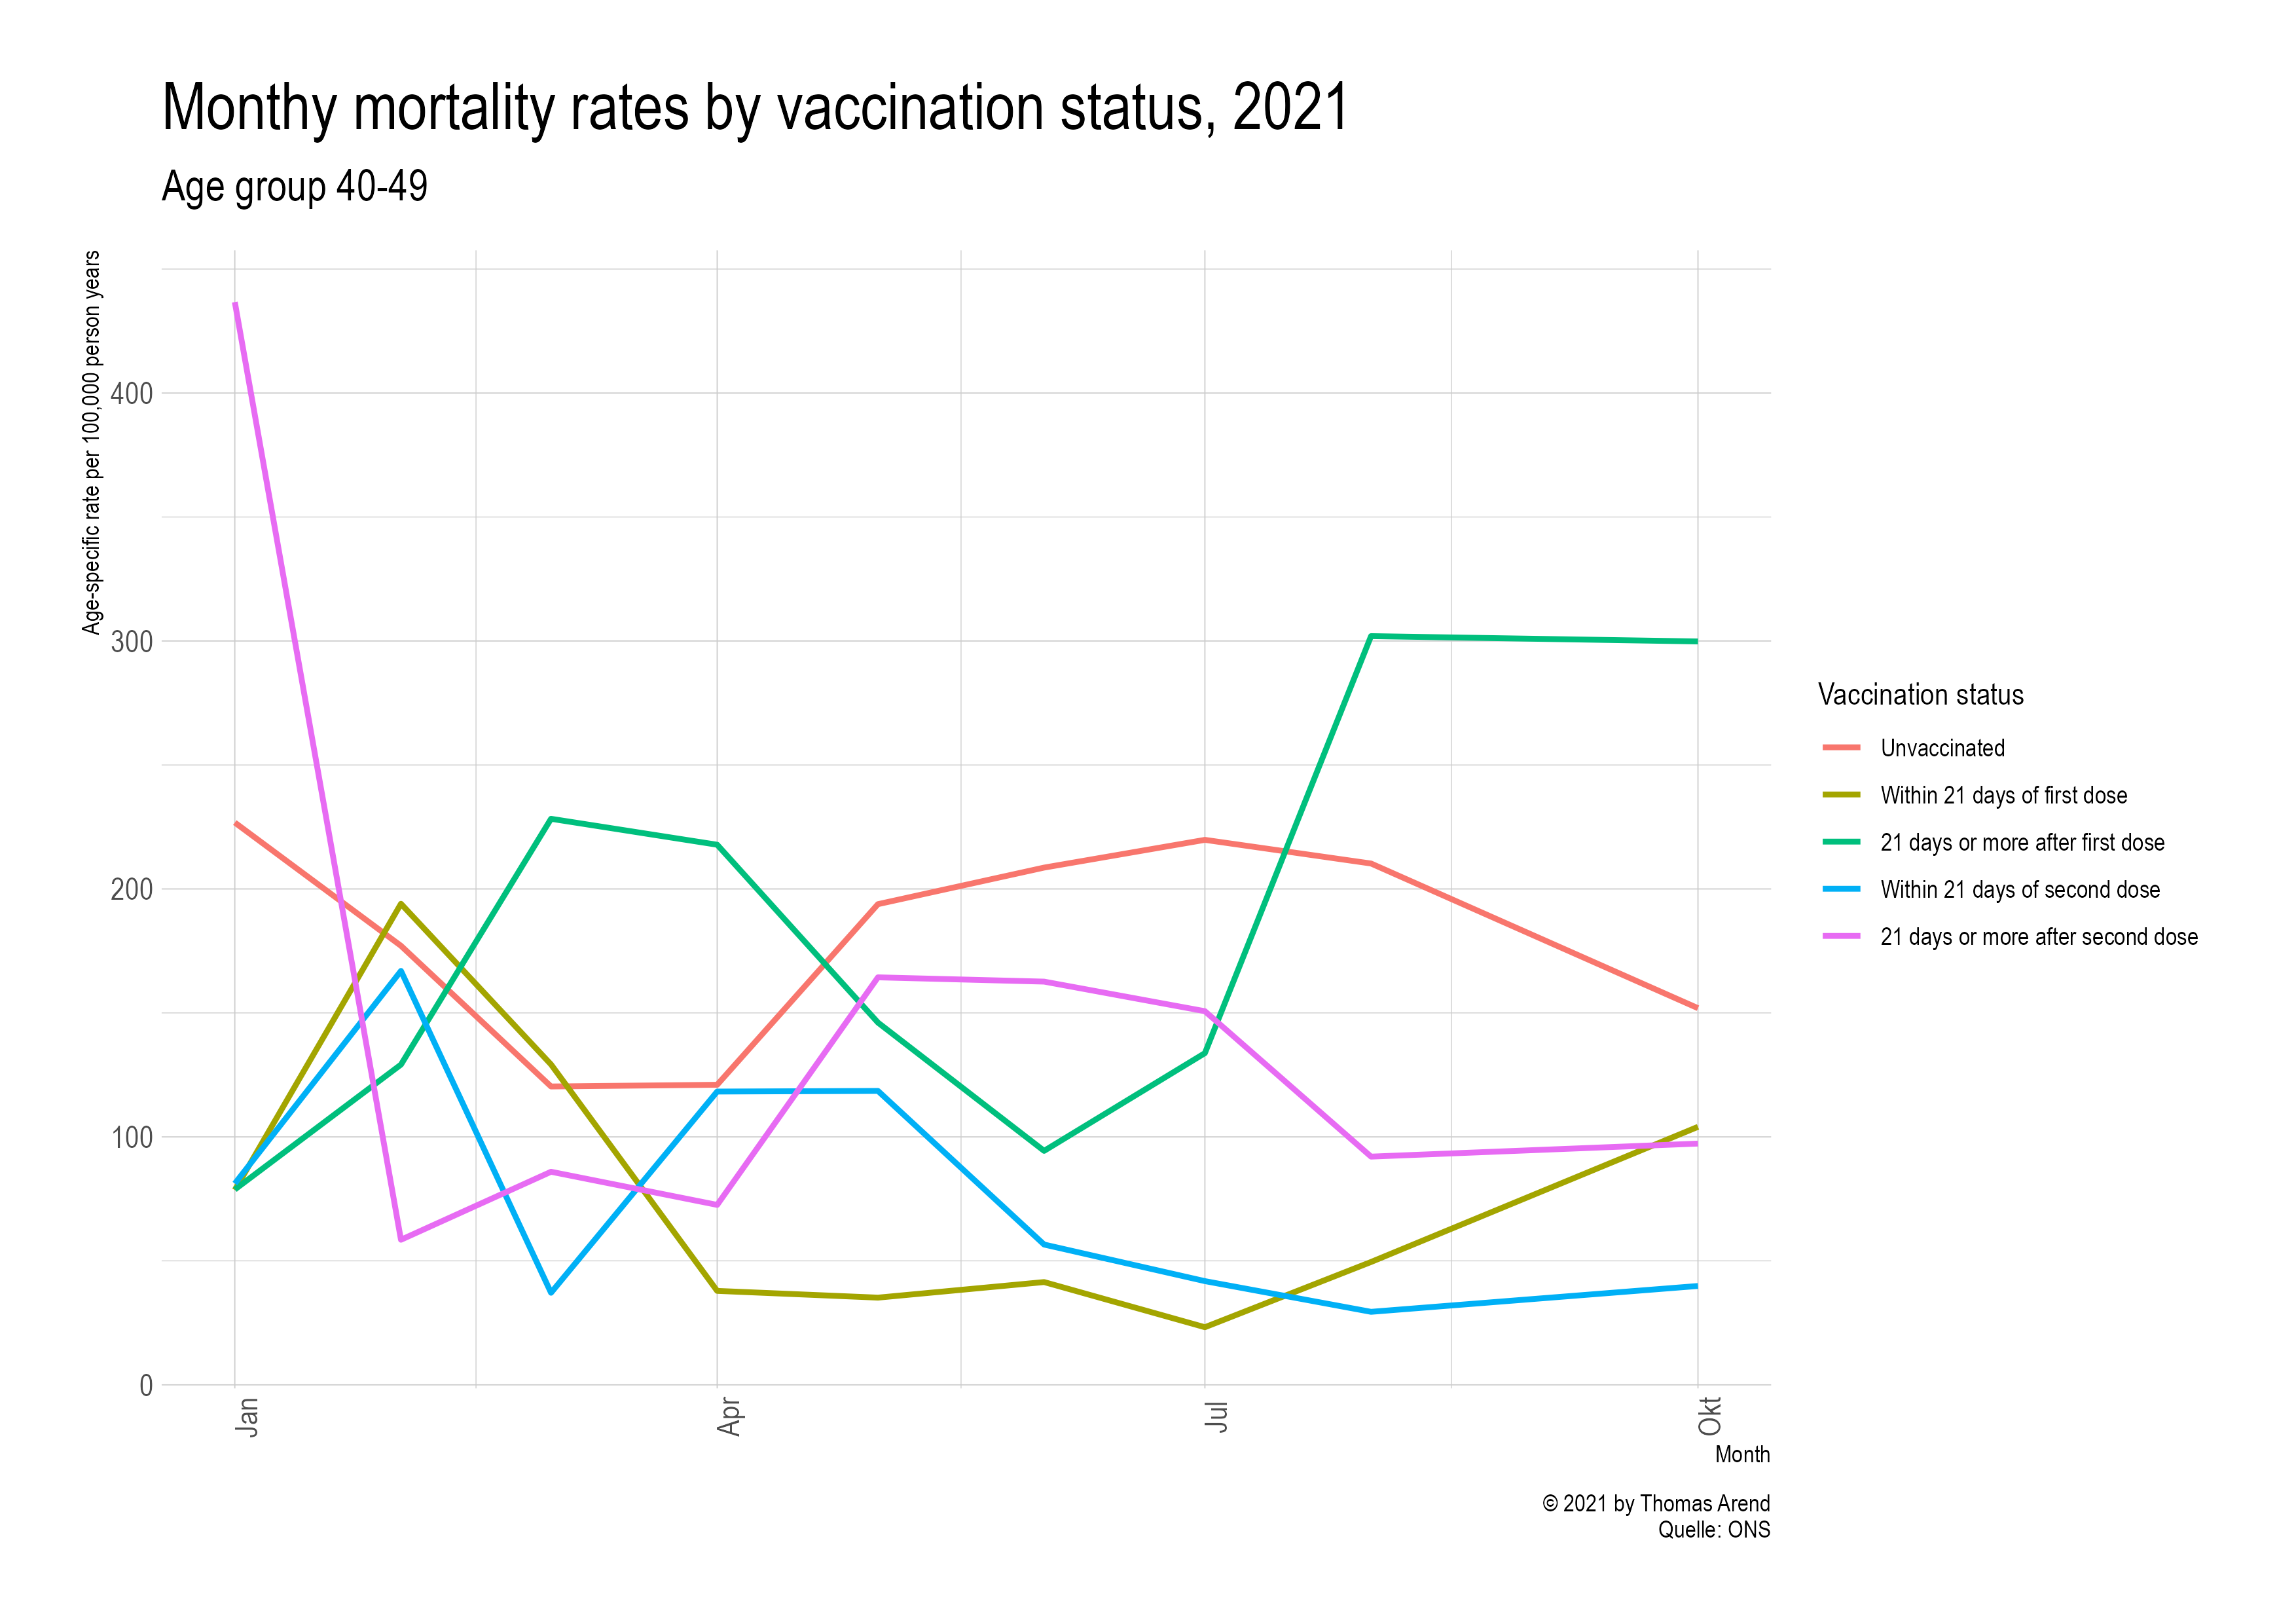 Monthy mortality rates by vaccination status, 2021
Age group 40-49
Age-specific rate per 100,000 person years
400
300
200
100
0
Jan
Apr
Jul
Okt
Month
Vaccination status
Unvaccinated
Within 21 days of first dose
21 days or more after first dose
Within 21 days of second dose
21 days or more after second dose
© 2021 by Thomas Arend
Quelle: ONS